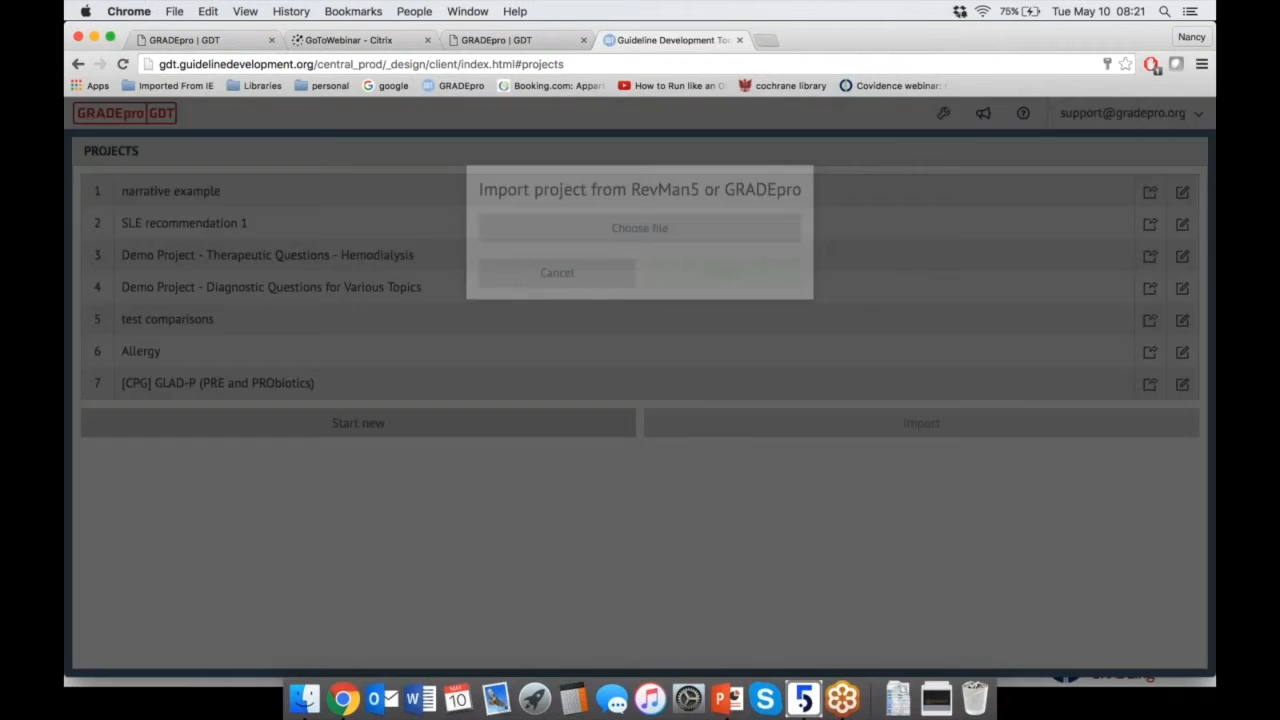 Chrome File Edit View History Bookmarks People Window Help 75% Tue May 10 08:21
GRADEpro | GDT GoToWebinar - Citrix GRADEpro | GDT Guideline Development To Nancy
gdt.guidelinedevelopment.org/central_prod/_design/client/index.html#projects
Apps Imported From IE Libraries personal google GRADEpro Booking.com: Appart How to Run like an cochrane library Covidence webinar:
GRADEpro GDT support@gradepro.org
PROJECTS
Import project from RevMan5 or GRADEpro
Choose file
Cancel
1 narrative example
2 SLE recommendation 1
3 Demo Project - Therapeutic Questions - Hemodialysis
4 Demo Project - Diagnostic Questions for Various Topics
5 test comparisons
6 Allergy
7 [CPG] GLAD-P (PRE and PRObiotics)
Start new Import
MAY
10
5